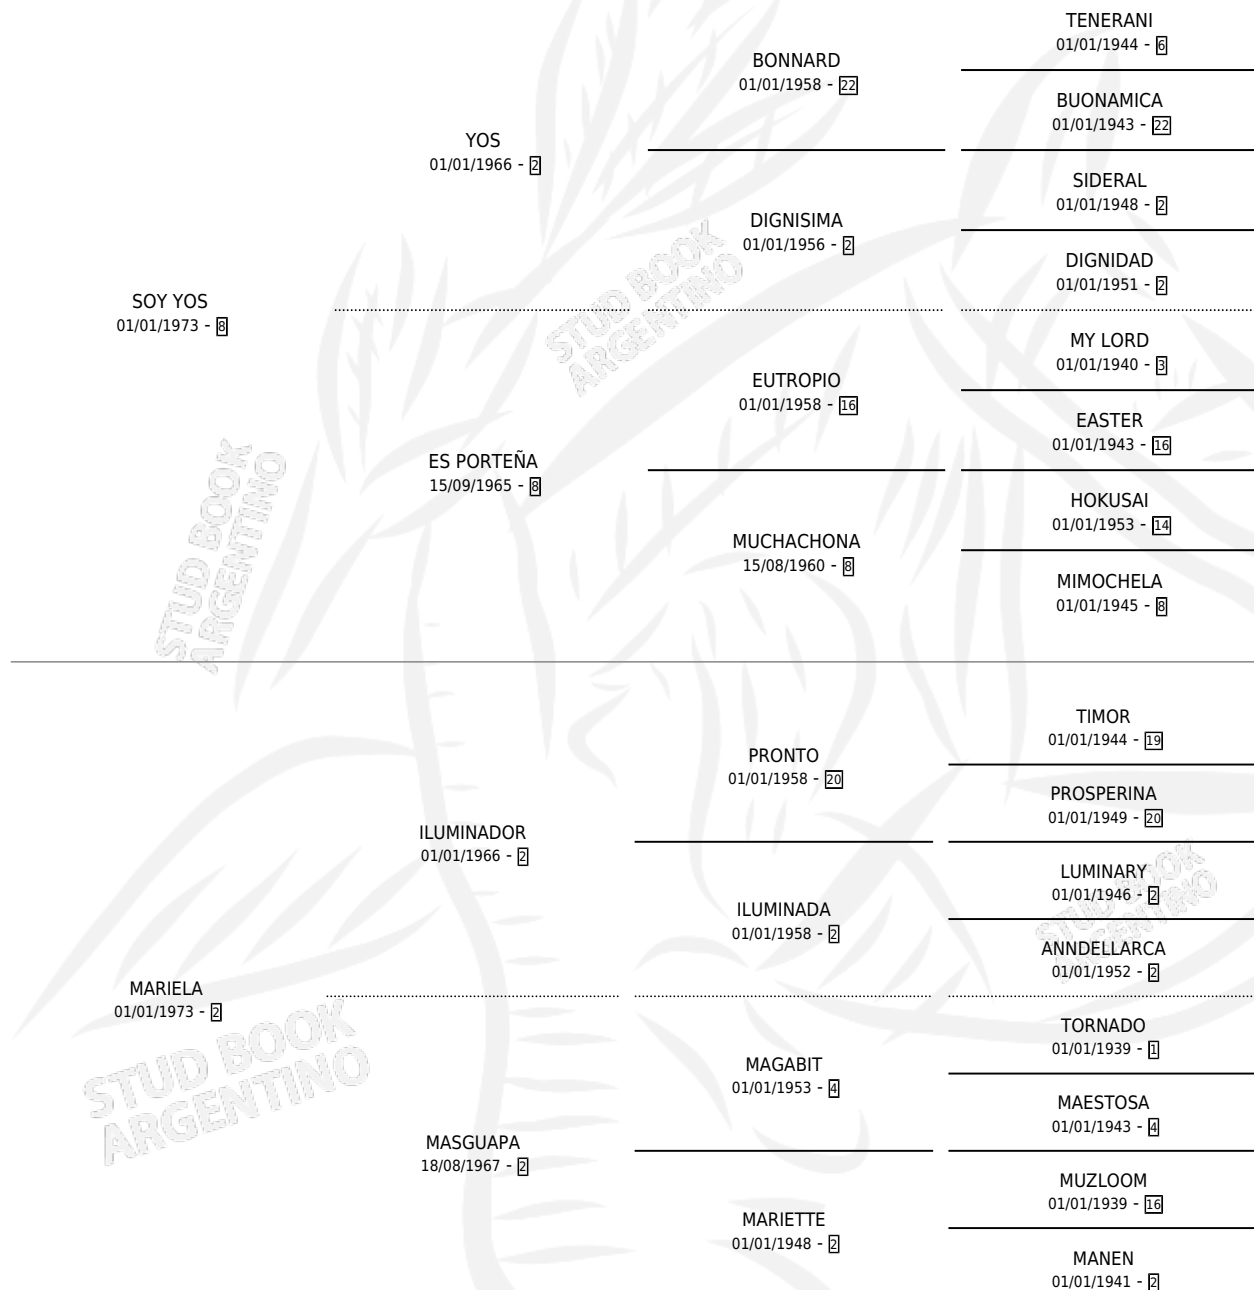 TENERANI
01/01/1944 - 6
BONNARD
01/01/1958 - 22
BUONAMICA
01/01/1943 - 22
YOS
01/01/1966 - 2
SIDERAL
01/01/1948 - 2
DIGNISIMA
01/01/1956 - 2
DIGNIDAD
01/01/1951 - 2
SOY YOS
01/01/1973 - 8
MY LORD
01/01/1940 - 3
EUTROPIO
01/01/1958 - 16
EASTER
01/01/1943 - 16
ES PORTEÑA
15/09/1965 - 8
HOKUSAI
01/01/1953 - 14
MUCHACHONA
15/08/1960 - 8
MIMOCHELA
01/01/1945 - 8
STUD BOOK
ARGENTINO
STUD BOOK
ARGENTINO
TIMOR
01/01/1944 - 19
PRONTO
01/01/1958 - 20
PROSPERINA
01/01/1949 - 20
ILUMINADOR
01/01/1966 - 2
LUMINARY
01/01/1946 - 2
ILUMINADA
01/01/1958 - 2
ANNDELLARCA
01/01/1952 - 2
MARIELA
01/01/1973 - 2
TORNADO
01/01/1939 - 1
MAGABIT
01/01/1953 - 4
MAESTOSA
01/01/1943 - 4
MASGUAPA
18/08/1967 - 2
MUZLOOM
01/01/1939 - 16
MARIETTE
01/01/1948 - 2
MANEN
01/01/1941 - 2
STUD BOOK
ARGENTINO
STUD BOOK
ARGENTINO